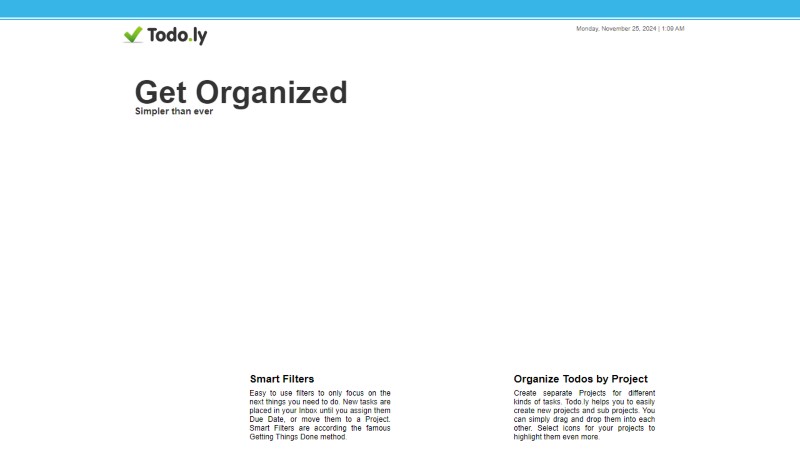 Todo.ly
Monday, November 25, 2024 | 1:09 AM
Get Organized
Simpler than ever
Smart Filters
Easy to use filters to only focus on the
next things you need to do. New tasks are
placed in your Inbox until you assign them
Due Date, or move them to a Project.
Smart Filters are according the famous
Getting Things Done method.
Organize Todos by Project
Create separate Projects for different
kinds of tasks. Todo.ly helps you to easily
create new projects and sub projects. You
can simply drag and drop them into each
other. Select icons for your projects to
highlight them even more.